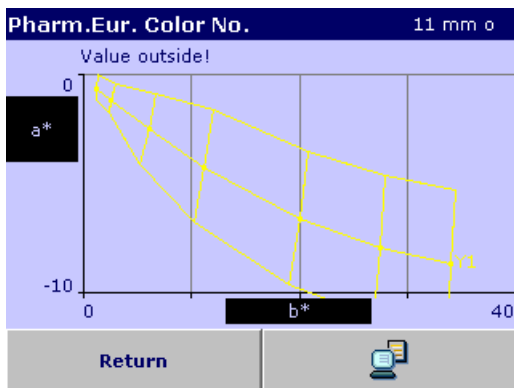 Pharm.Eur. Color No. 11 mm o
Value outside!
0
a*
Y1
-10
0 b* 40
Return